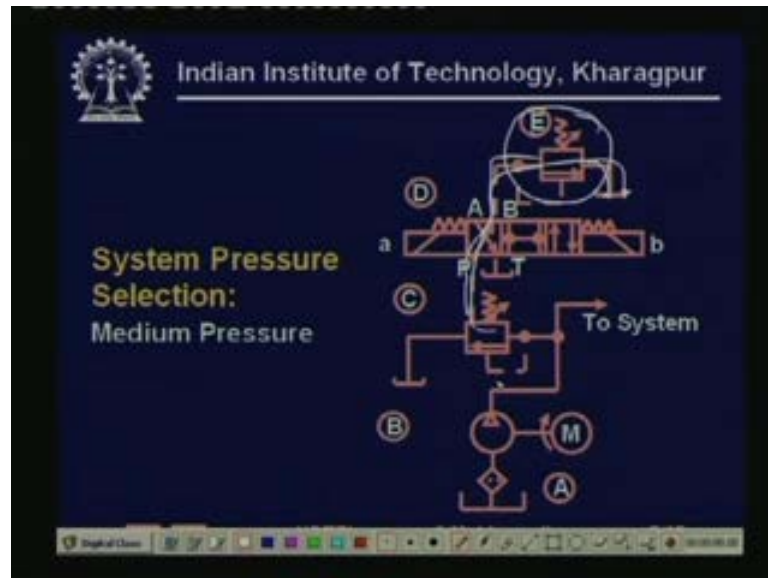 Indian Institute of Technology, Kharagpur
E
D
A B
a
b
System Pressure
P T
Selection:
C
Medium Pressure
To System
B
M
A